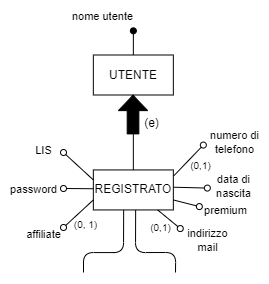 nome utente
UTENTE
(e)
numero di
telefono
LIS
(0,1)
password
REGISTRATO
data di
nascita
premium
affiliate
(0, 1)
(0,1)
indirizzo
mail